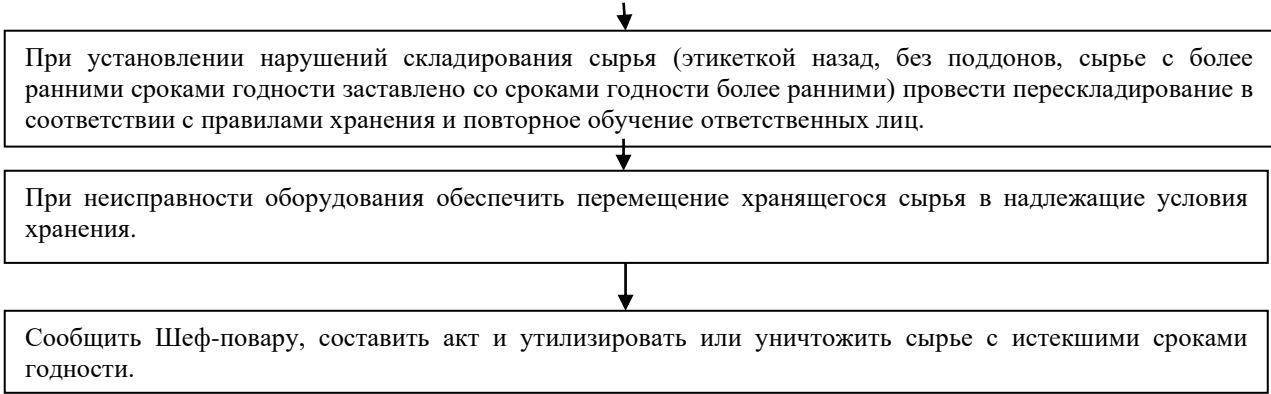 При установлении нарушений складирования сырья (этикеткой назад, без поддонов, сырье с более
ранними сроками годности заставлено со сроками годности более ранними) провести перескладирование в
соответствии с правилами хранения и повторное обучение ответственных лиц.
При неисправности оборудования обеспечить перемещение хранящегося сырья в надлежащие условия
хранения.
Сообщить Шеф-повару, составить акт и утилизировать или уничтожить сырье с истекшими сроками
годности.